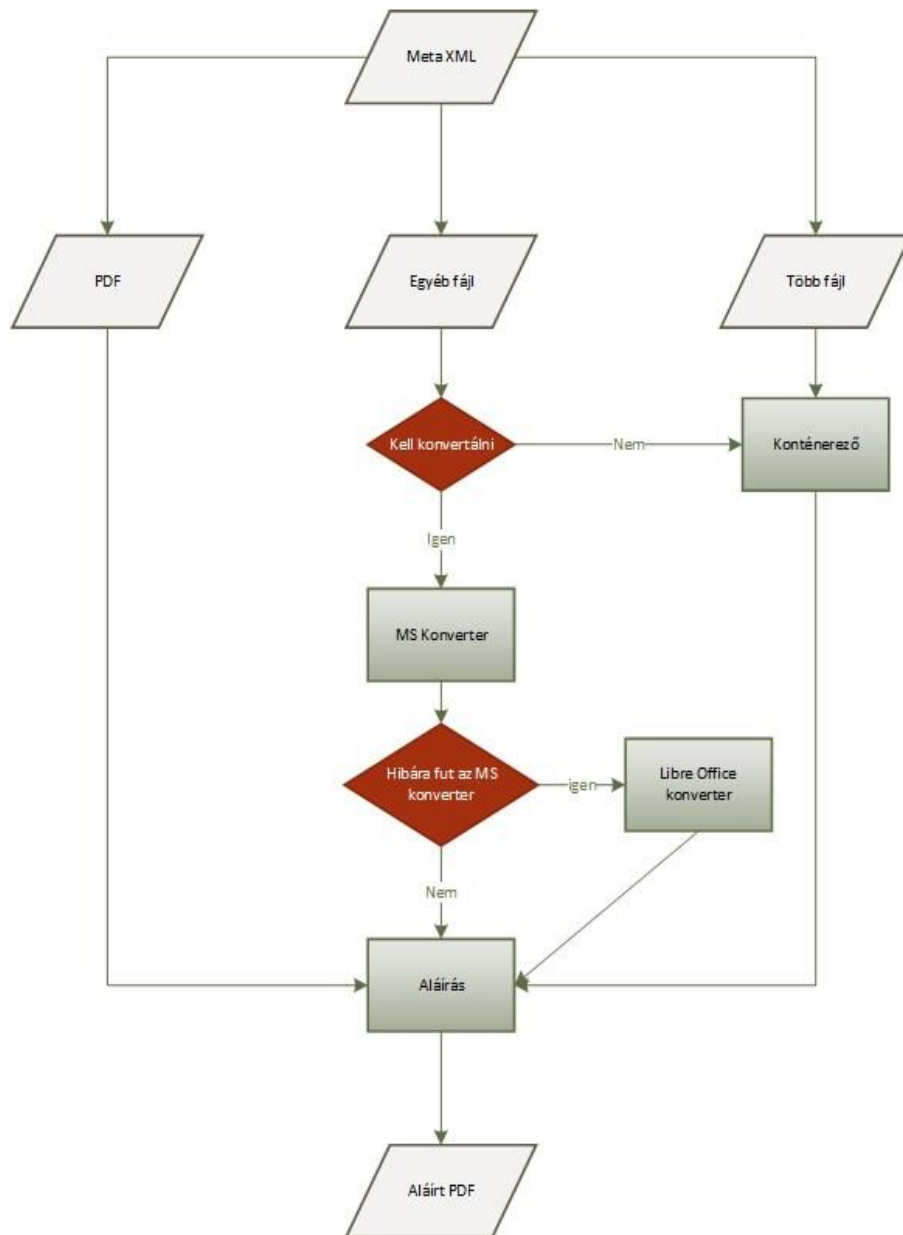 Meta XML
PDF
Egyéb fájl
Több fájl
Kell konvertálni
Nem
Konténerező
Igen
MS Konverter
Hibára fut az MS
konverter
igen
Libre Office
konverter
Nem
Aláírás
Aláírt PDF